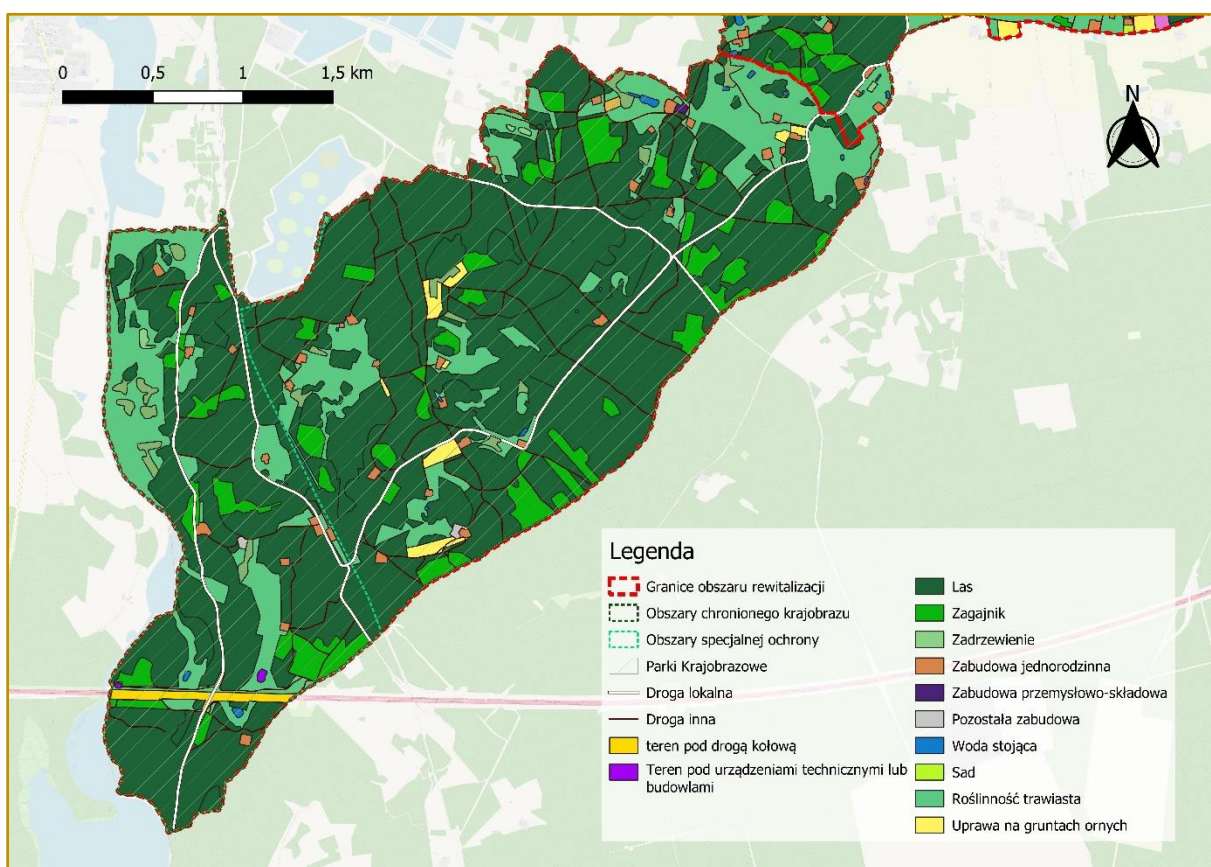 0 0,5 1 1,5 km
N
Legenda
Granice obszaru rewitalizacji
Obszary chronionego krajobrazu
Obszary specjalnej ochrony
Parki Krajobrazowe
Droga lokalna
Droga inna
teren pod drogą kołową
Teren pod urządzeniami technicznymi lub
budowlami
Las
Zagajnik
Zadrzewienie
Zabudowa jednorodzinna
Zabudowa przemysłowo-składowa
Pozostała zabudowa
Woda stojąca
Sad
Roślinność trawiasta
Uprawa na gruntach ornych